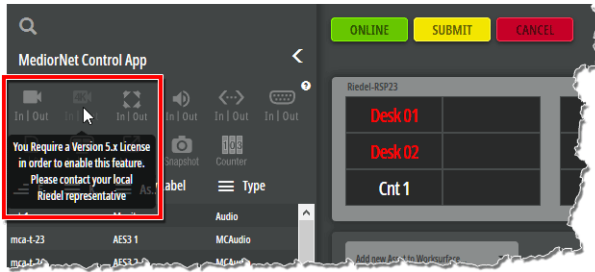 ONLINE
SUBMIT
CANCEL
MediorNet Control App
Riedel-RSP23
In | Out
In | Out
In | Out
In | Out
In | Out
In | Out
Desk 01
You Require a Version 5.x License
in order to enable this feature.
Please contact your local
Riedel representative
Snapshot
Counter
Desk 02
As
Label
Type
Cnt 1
Audio
mca-t-23
AES3 1
MCAudio
MCAudio
Add new Asset to Worksurface